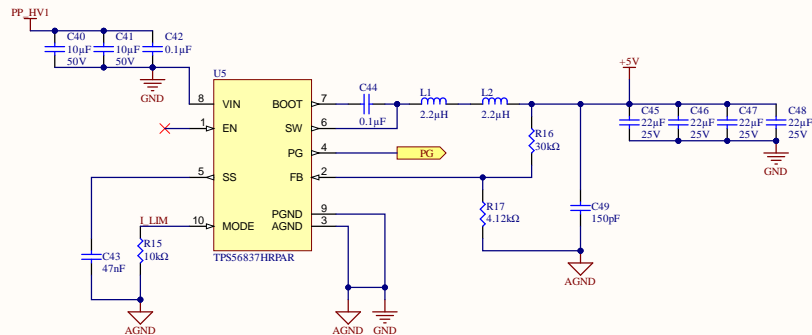 PP_HV1
C40
10µF
50V
C41
10µF
50V
C42
0.1µF
GND
U5
8
VIN
1
EN
5
SS
10
MODE
BOOT
7
SW
6
PG
4
FB
2
PGND
9
AGND
3
TPS56837HRPAR
I_LIM
R15
10kΩ
C43
47nF
AGND
AGND
GND
C44
0.1µF
L1
2.2µH
L2
2.2µH
PG
R16
30kΩ
R17
4.12kΩ
C49
150pF
AGND
+5V
C45
22µF
25V
C46
22µF
25V
C47
22µF
25V
C48
22µF
25V
GND